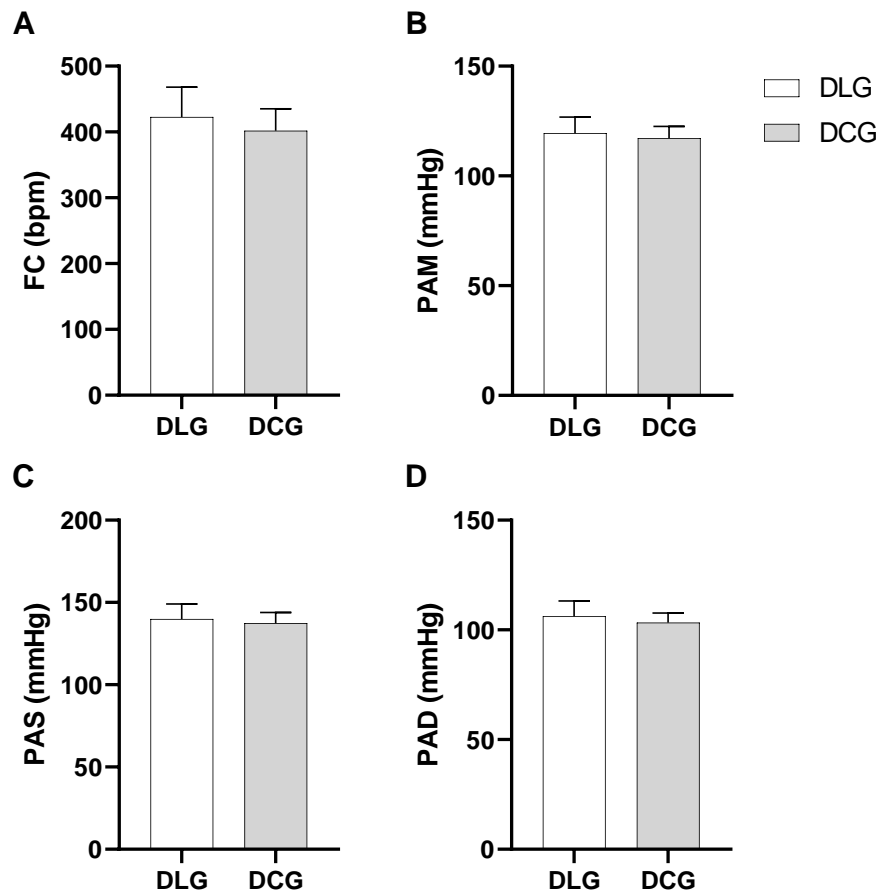 A
FC (bpm)
500
400
300
200
100
0
DLG DCG
B
PAM (mmHg)
150
100
50
0
DLG DCG
DLG
DCG
C
PAS (mmHg)
200
150
100
50
0
DLG DCG
D
PAD (mmHg)
150
100
50
0
DLG DCG